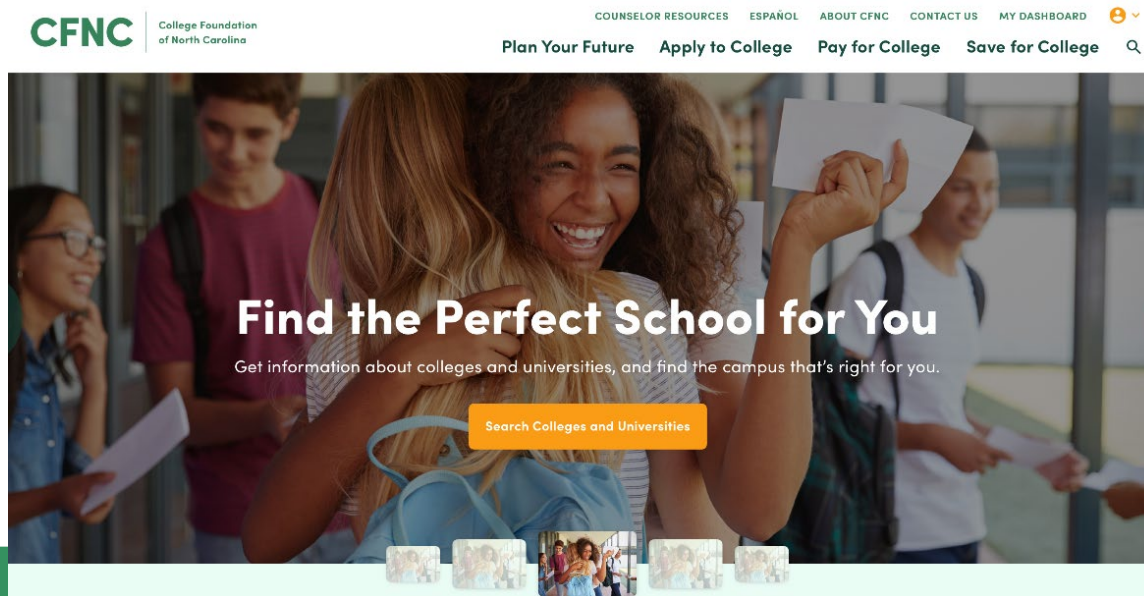 CFNC
College Foundation
of North Carolina
COUNSELOR RESOURCES ESPAÑOL ABOUT CFNC CONTACT US MY DASHBOARD
Plan Your Future Apply to College Pay for College Save for College
Find the Perfect School for You
Get information about colleges and universities, and find the campus that's right for you.
Search Colleges and Universities